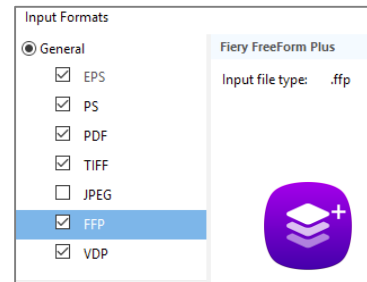 Input Formats
General
EPS
PS
PDF
TIFF
JPEG
FFP
VDP
Fiery FreeForm Plus
Input file type: .ffp